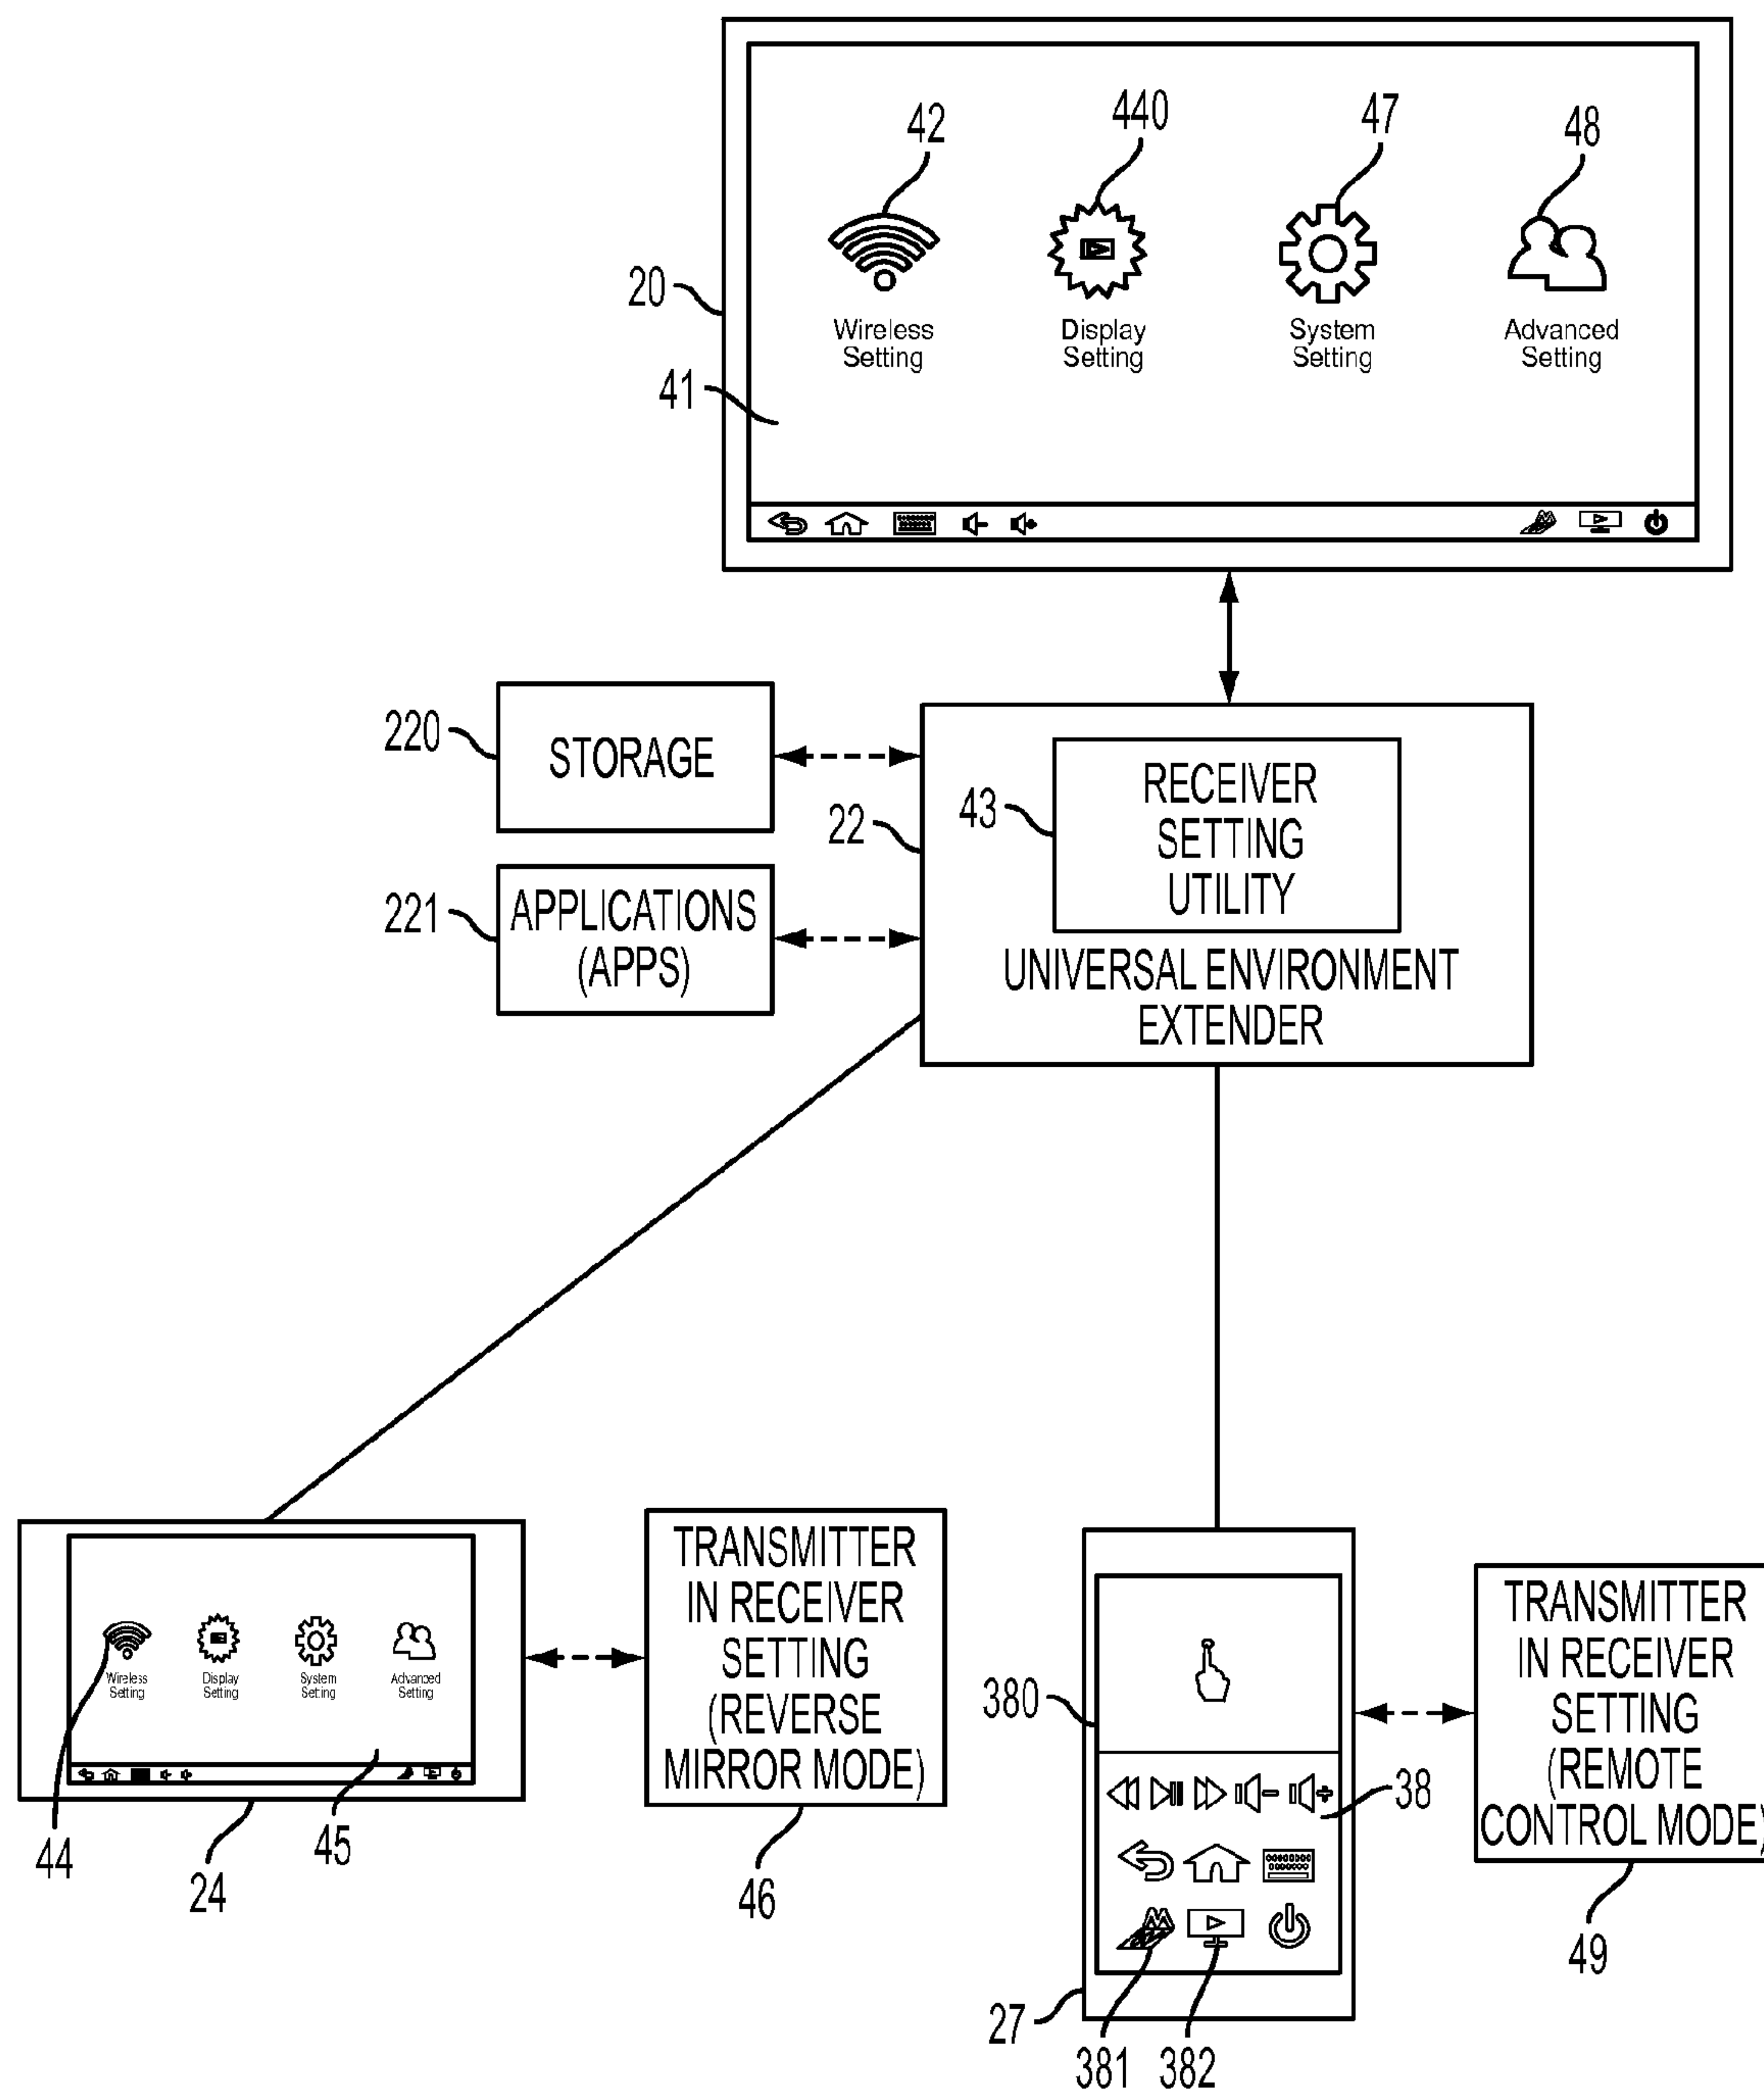 42
440
47
48
20
Wireless
Setting
Display
Setting
System
Setting
Advanced
Setting
41
220
STORAGE
22
43
RECEIVER
SETTING
UTILITY
221
APPLICATIONS
(APPS)
UNIVERSAL ENVIRONMENT
EXTENDER
Wireless
Setting
Display
Setting
System
Setting
Advanced
Setting
44
24
45
TRANSMITTER
IN RECEIVER
SETTING
(REVERSE
MIRROR MODE)
46
380
38
27
381
382
TRANSMITTER
IN RECEIVER
SETTING
(REMOTE
CONTROL MODE)
49